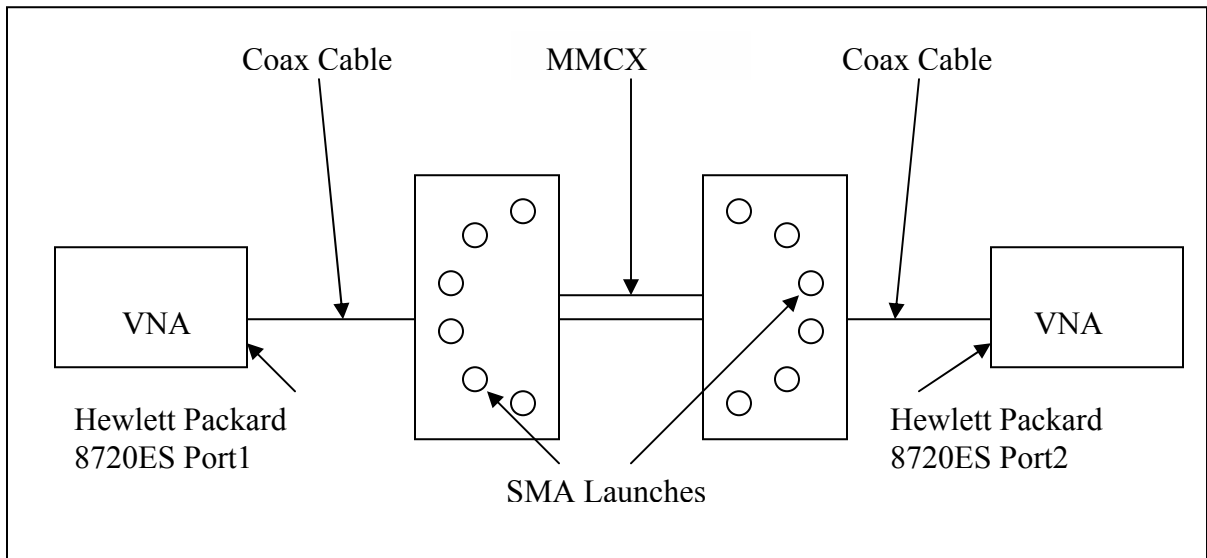 Coax Cable
MMCX
Coax Cable
VNA
VNA
Hewlett Packard
8720ES Port1
Hewlett Packard
8720ES Port2
SMA Launches